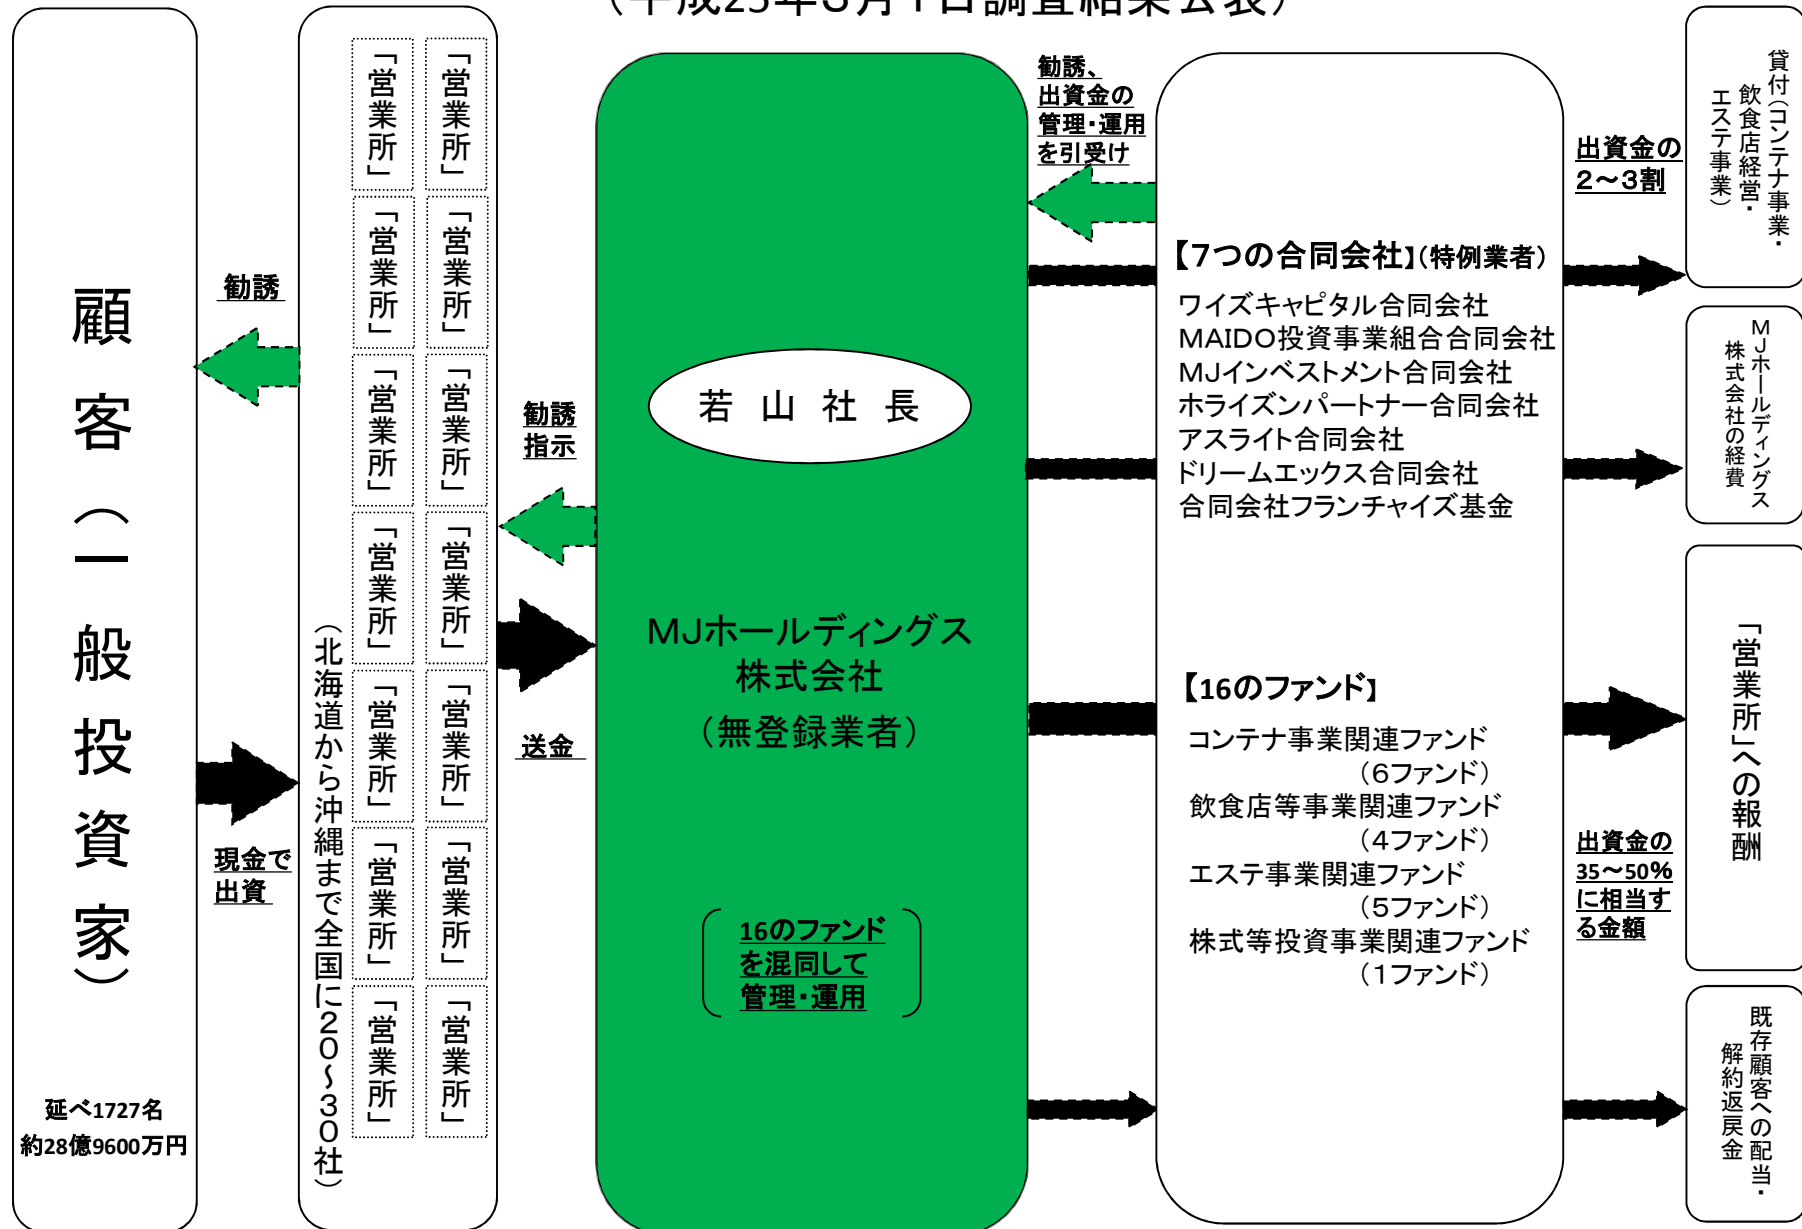 顧客（一般投資家）
延べ1727名
約28億9600万円
勧誘
現金で
出資
「営業所」
「営業所」
「営業所」
「営業所」
「営業所」
「営業所」
「営業所」
「営業所」
「営業所」
「営業所」
「営業所」
「営業所」
「営業所」
「営業所」
（北海道から沖縄まで全国に２０～３０社）
勧誘
指示
送金
若山社長
ＭＪホールディングス
株式会社
（無登録業者）
16のファンド
を混同して
管理・運用
勧誘、
出資金の
管理・運用
を引受け
【7つの合同会社】（特例業者）
ワイズキャピタル合同会社
MAIDO投資事業組合合同会社
MJインベストメント合同会社
ホライズンパートナー合同会社
アスライト合同会社
ドリームエックス合同会社
合同会社フランチャイズ基金
【16のファンド】
コンテナ事業関連ファンド
（６ファンド）
飲食店等事業関連ファンド
（４ファンド）
エステ事業関連ファンド
（５ファンド）
株式等投資事業関連ファンド
（１ファンド）
出資金の
２～３割
出資金の
35～50％
に相当す
る金額
貸付（コンテナ事業・
飲食店経営・
エステ事業）
ＭＪホールディングス
株式会社の経費
「営業所」への報酬
既存顧客への配当・
解約返戻金